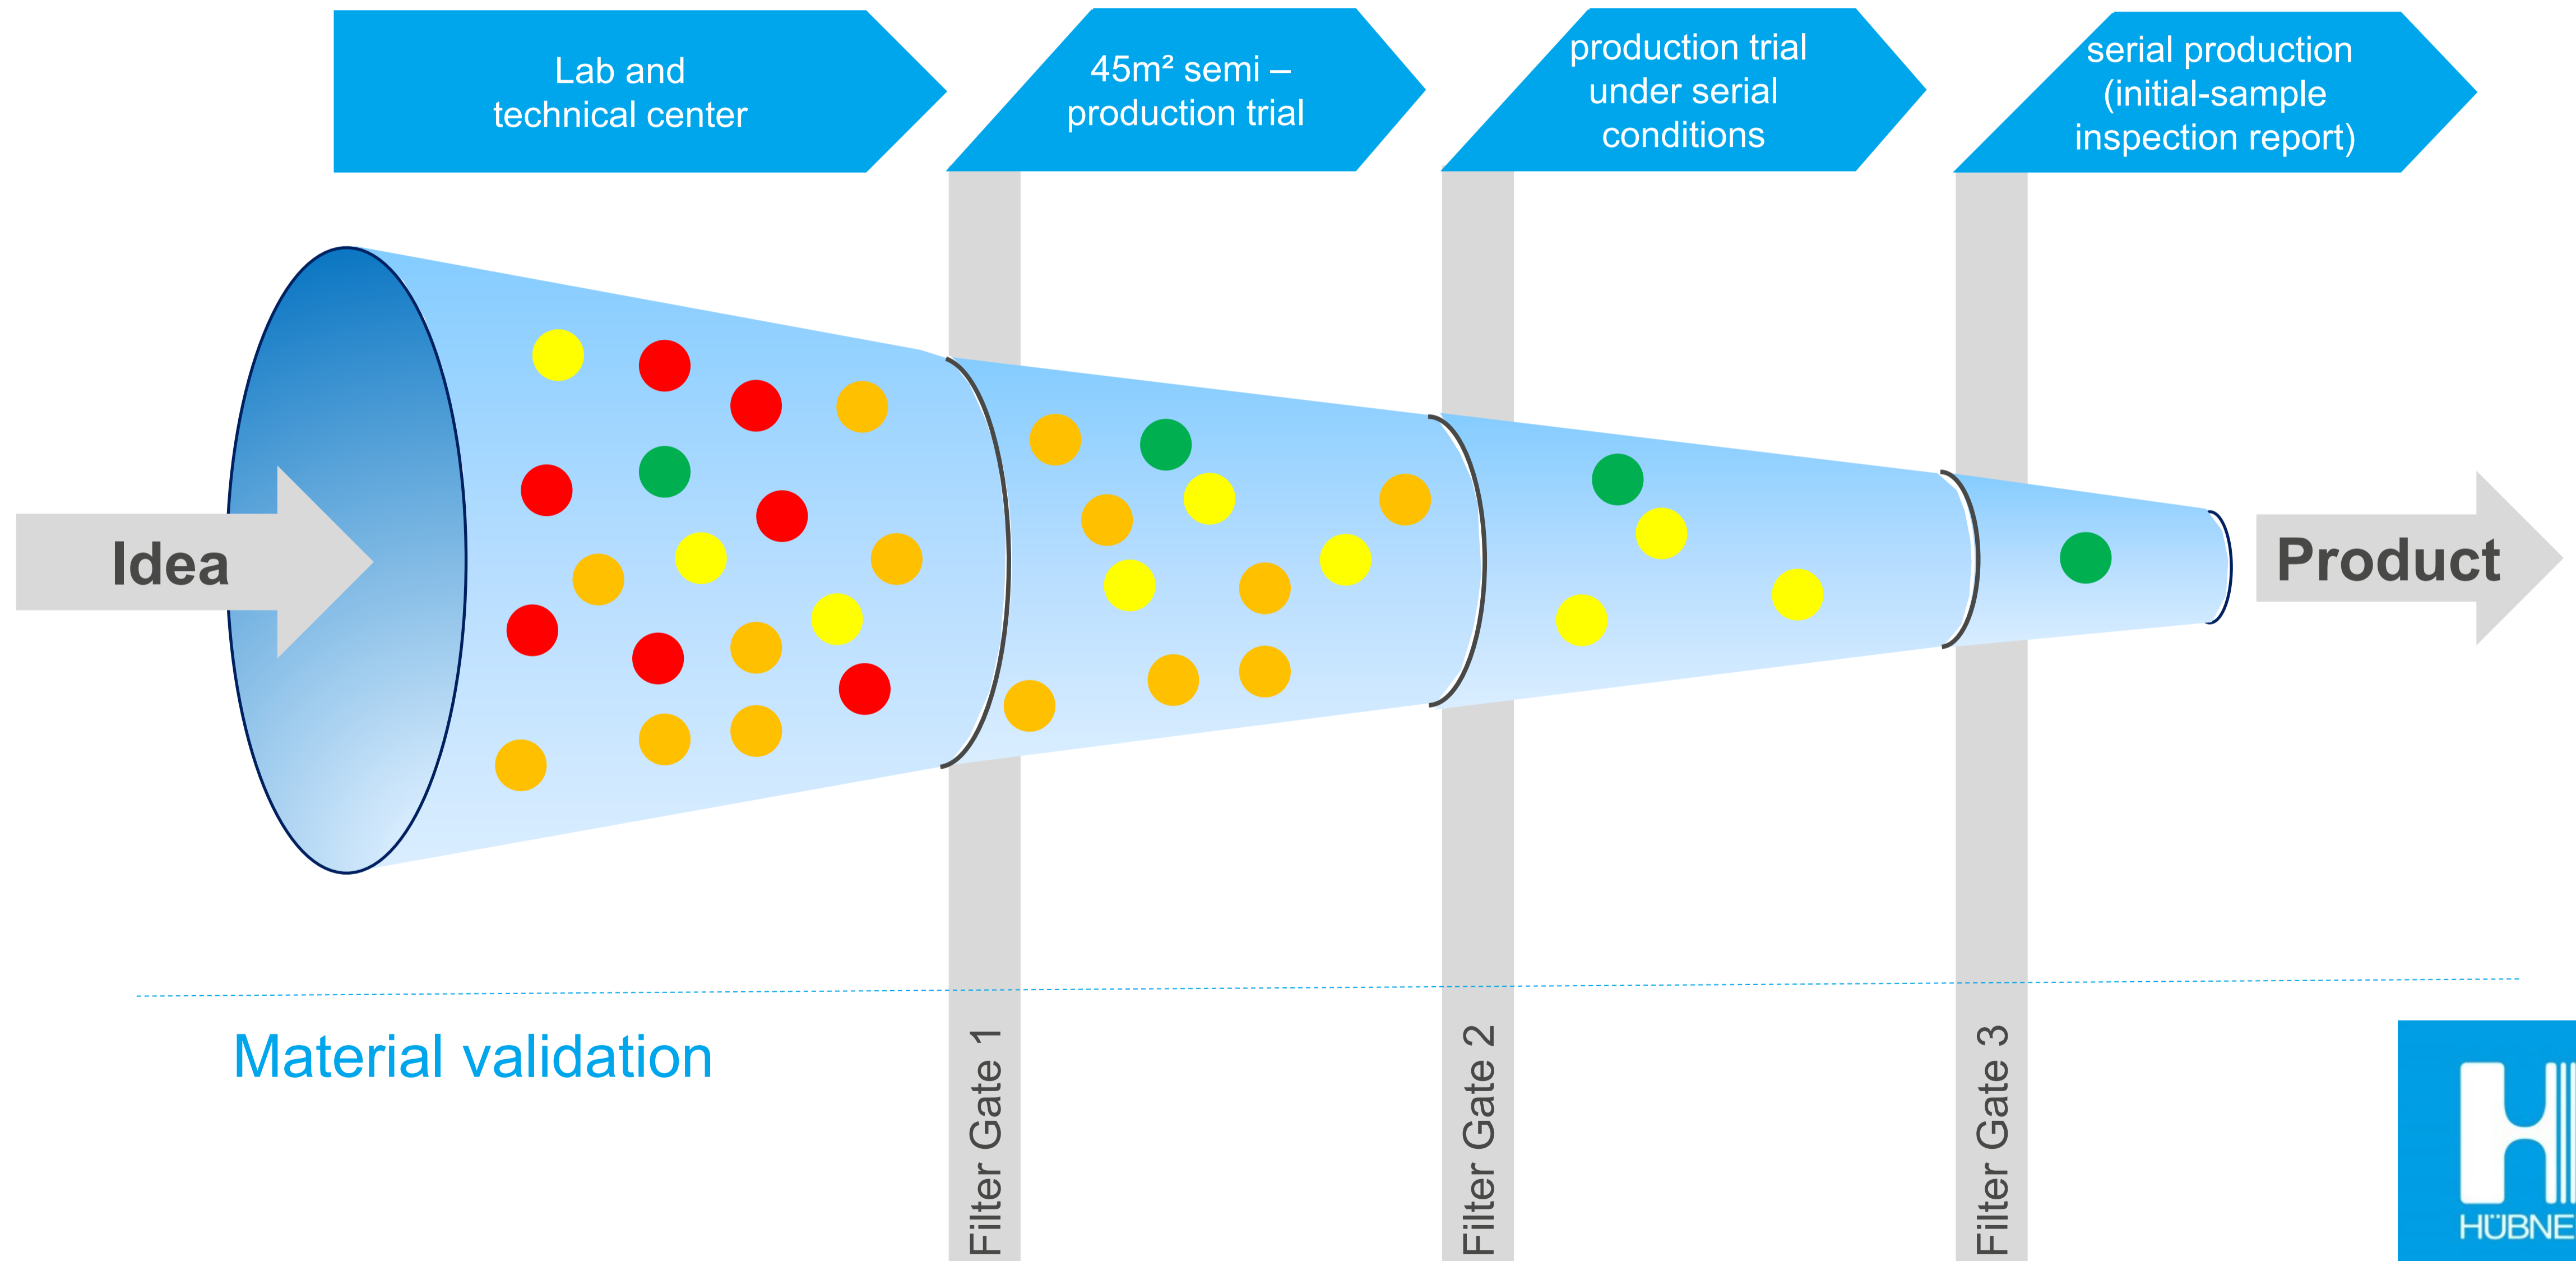 Lab and
technical center
45m² semi –
production trial
production trial
under serial
conditions
serial production
(initial-sample
inspection report)
Idea
Product
Material validation
Filter Gate 1
Filter Gate 2
Filter Gate 3
HÜBNE